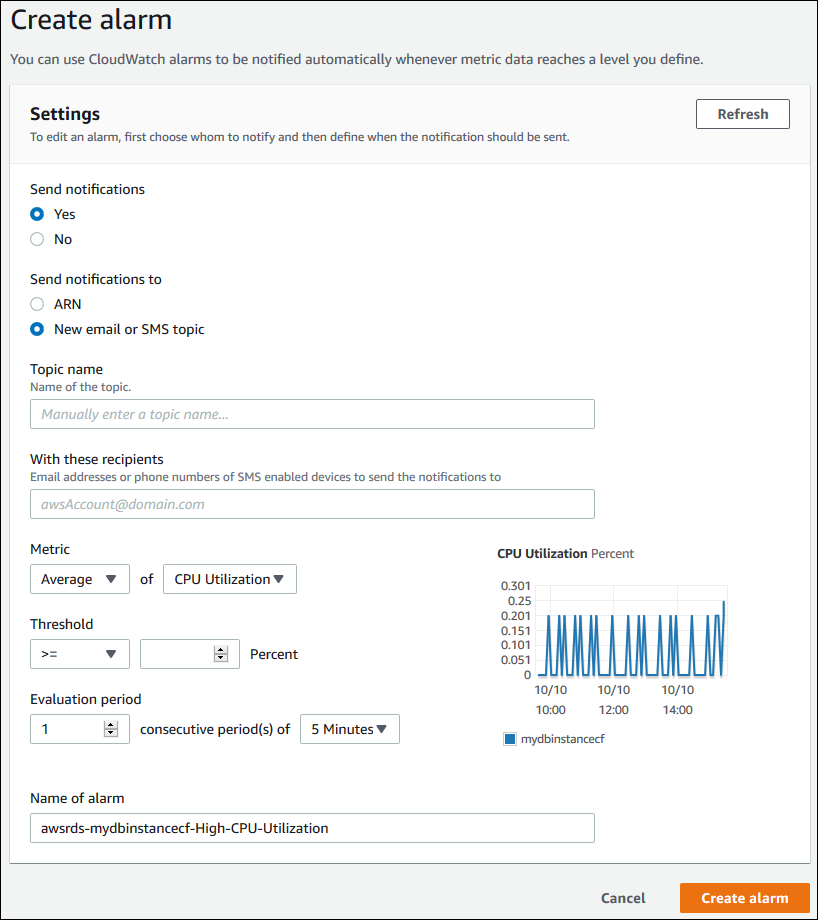 Create alarm
You can use CloudWatch alarms to be notified automatically whenever metric data reaches a level you define.
Settings
Refresh
To edit an alarm, first choose whom to notify and then define when the notification should be sent.
Send notifications
Yes
No
Send notifications to
ARN
New email or SMS topic
Topic name
Name of the topic.
Manually enter a topic name...
With these recipients
Email addresses or phone numbers of SMS enabled devices to send the notifications to
awsAccount@domain.com
Metric
Average of CPU Utilization
Threshold
>= Percent
Evaluation period
1 consecutive period(s) of 5 Minutes
CPU Utilization Percent
0.301
0.25
0.201
0.151
0.101
0.051
0
10/10 10/10 10/10
10:00 12:00 14:00
mydbinstancecf
Name of alarm
awsrds-mydbinstancecf-High-CPU-Utilization
Cancel Create alarm